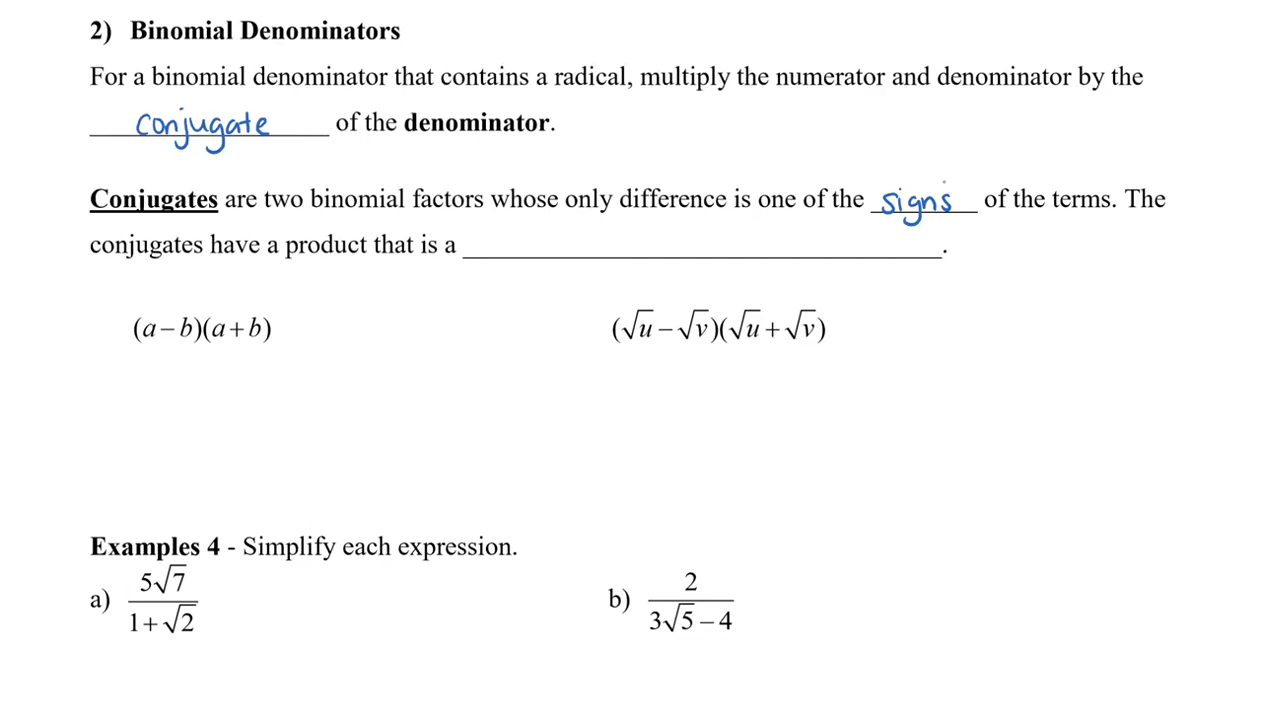 2) Binomial Denominators
For a binomial denominator that contains a radical, multiply the numerator and denominator by the
conjugate of the denominator.
Conjugates are two binomial factors whose only difference is one of the signs of the terms. The
conjugates have a product that is a ________________________________.
(a−b)(a+b) (√u−√v)(√u+√v)
Examples 4 - Simplify each expression.
a) 5√7/(1+√2) b) 2/(3√5−4)